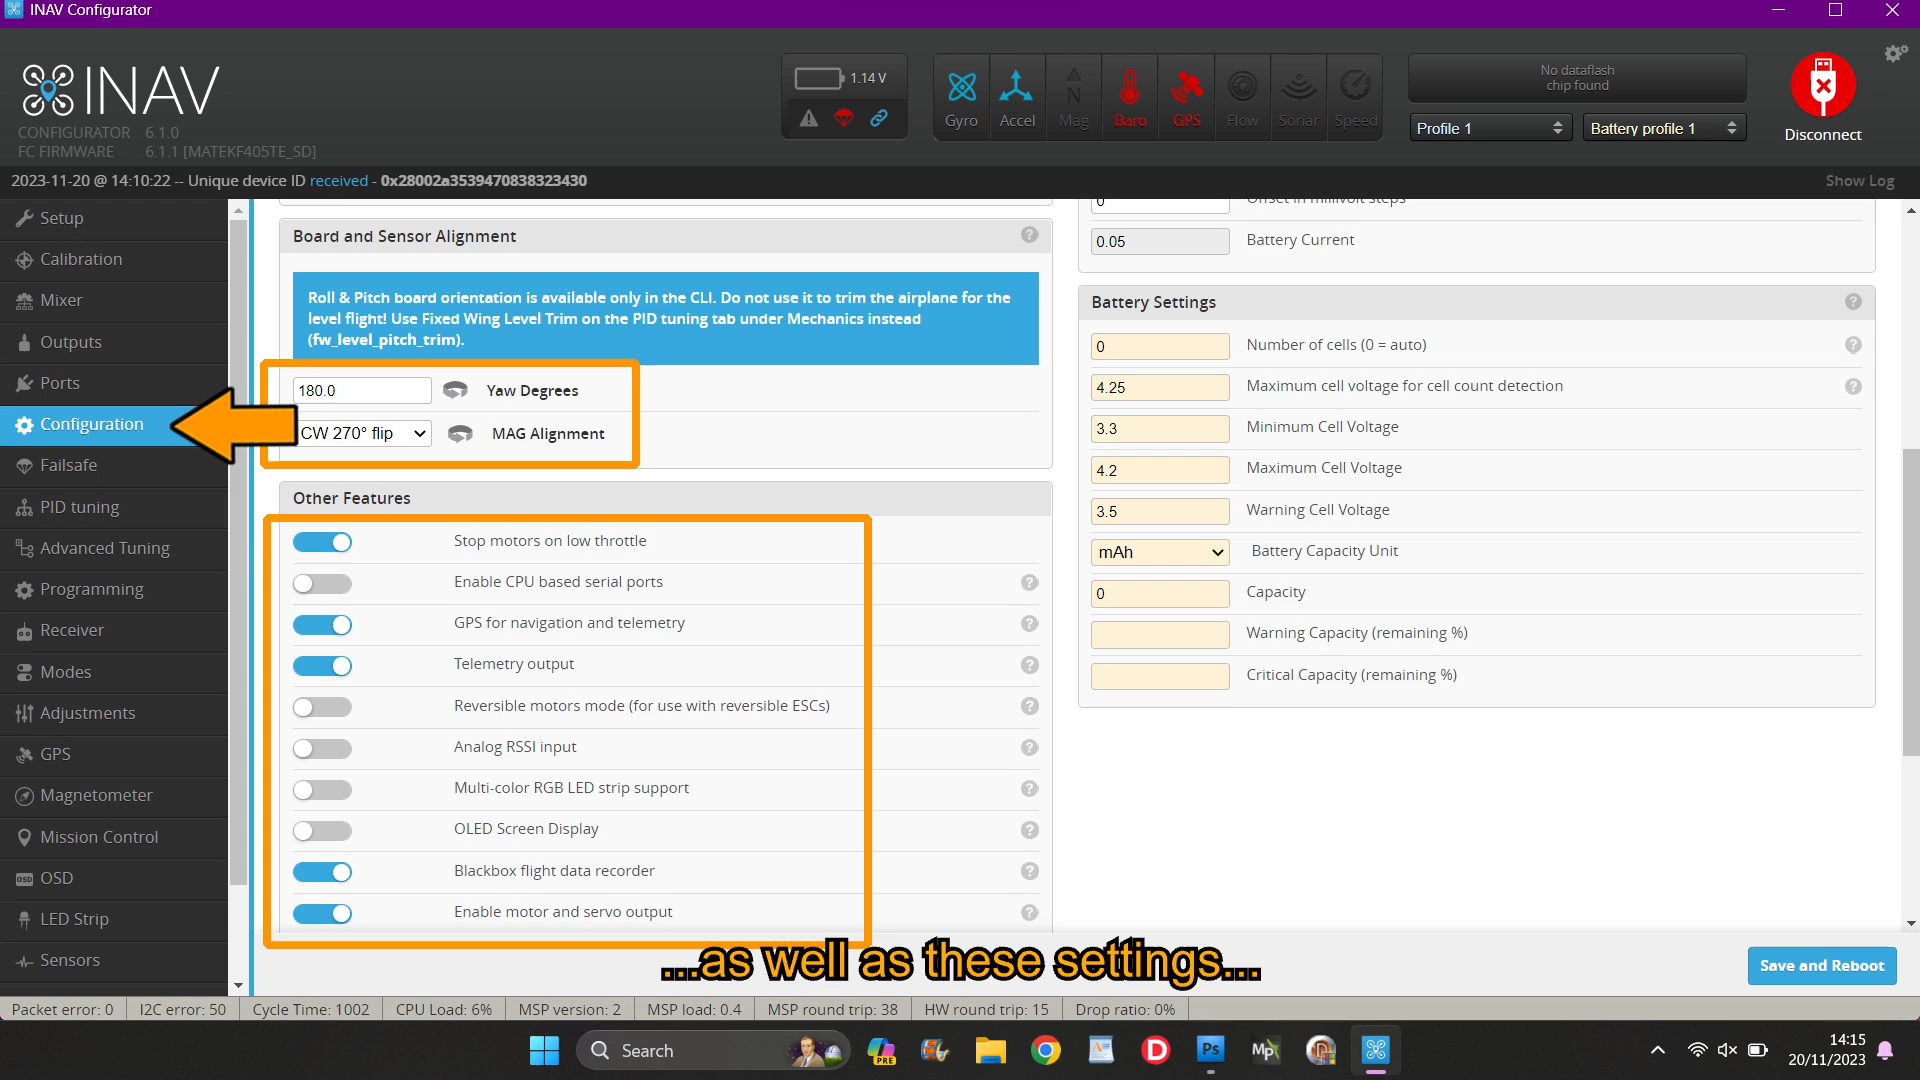 INAV Configurator
INAV
CONFIGURATOR 6.1.0
FC FIRMWARE 6.1.1 [MATEKF405TE_SD]
1.14 V
Gyro
Accel
Mag
N
Baro
GPS
Flow
Sonar
Speed
No dataflash
chip found
Profile 1
Battery profile 1
Disconnect
2023-11-20 @ 14:10:22 -- Unique device ID received - 0x28002a3539470838323430
Show Log
Setup
Calibration
Mixer
Outputs
Ports
Configuration
Failsafe
PID tuning
Advanced Tuning
Programming
Receiver
Modes
Adjustments
GPS
Magnetometer
Mission Control
OSD
OSD
LED Strip
Sensors
Board and Sensor Alignment
Roll & Pitch board orientation is available only in the CLI. Do not use it to trim the airplane for the
level flight! Use Fixed Wing Level Trim on the PID tuning tab under Mechanics instead
(fw_level_pitch_trim).
180.0 Yaw Degrees
CW 270° flip MAG Alignment
Other Features
Stop motors on low throttle
Enable CPU based serial ports
GPS for navigation and telemetry
Telemetry output
Reversible motors mode (for use with reversible ESCs)
Analog RSSI input
Multi-color RGB LED strip support
OLED Screen Display
Blackbox flight data recorder
Enable motor and servo output
0 Offset in millivolt steps
0.05 Battery Current
Battery Settings
0 Number of cells (0 = auto)
4.25 Maximum cell voltage for cell count detection
3.3 Minimum Cell Voltage
4.2 Maximum Cell Voltage
3.5 Warning Cell Voltage
mAh Battery Capacity Unit
0 Capacity
Warning Capacity (remaining %)
Critical Capacity (remaining %)
...as well as these settings...
Save and Reboot
Packet error: 0 I2C error: 50 Cycle Time: 1002 CPU Load: 6% MSP version: 2 MSP load: 0.4 MSP round trip: 38 HW round trip: 15 Drop ratio: 0%
Search
PRE
D
Ps
Mp
14:15
20/11/2023